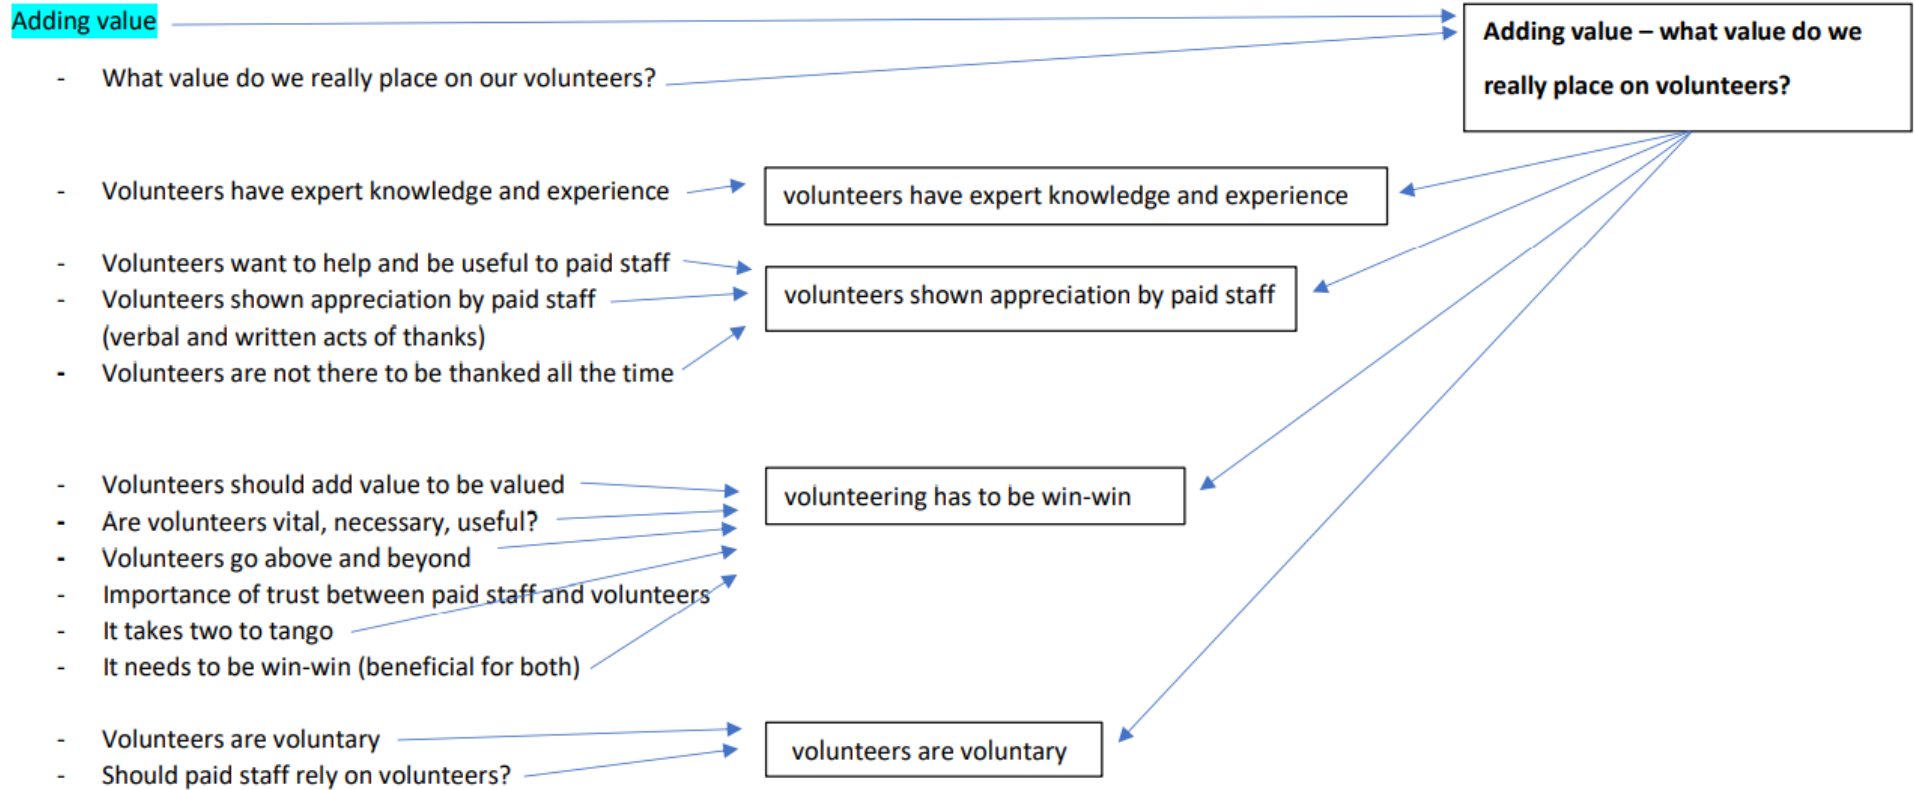 Adding value
- What value do we really place on our volunteers?
- Volunteers have expert knowledge and experience
- Volunteers want to help and be useful to paid staff
- Volunteers shown appreciation by paid staff
(verbal and written acts of thanks)
- Volunteers are not there to be thanked all the time
- Volunteers should add value to be valued
- Are volunteers vital, necessary, useful?
- Volunteers go above and beyond
- Importance of trust between paid staff and volunteers
- It takes two to tango
- It needs to be win-win (beneficial for both)
- Volunteers are voluntary
- Should paid staff rely on volunteers?
volunteers have expert knowledge and experience
volunteers shown appreciation by paid staff
volunteering has to be win-win
volunteers are voluntary
Adding value – what value do we
really place on volunteers?